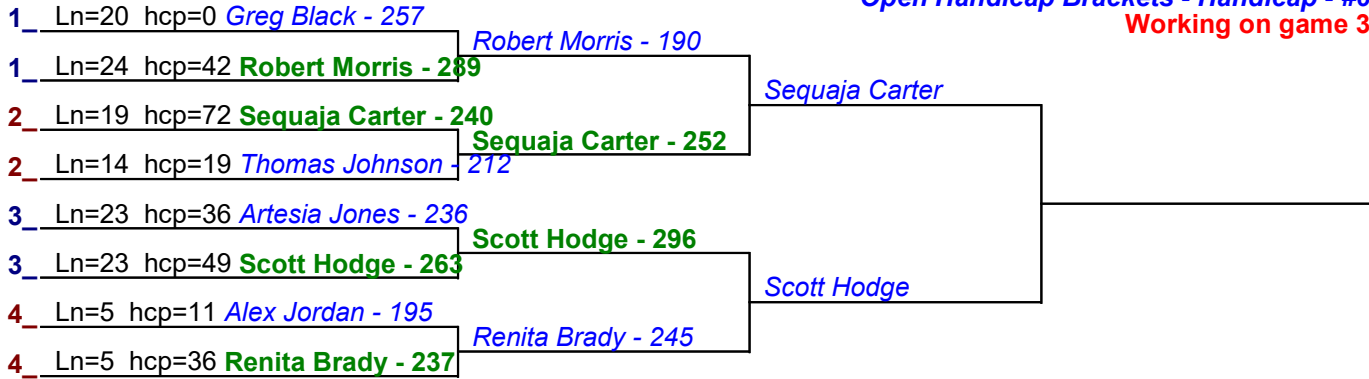 Open Handicap Brackets - Handicap - #6
Working on game 3
1_ Ln=20 hcp=0 Greg Black - 257
Robert Morris - 190
1_ Ln=24 hcp=42 Robert Morris - 289
Sequaja Carter
2_ Ln=19 hcp=72 Sequaja Carter - 240
Sequaja Carter - 252
2_ Ln=14 hcp=19 Thomas Johnson - 212
3_ Ln=23 hcp=36 Artesia Jones - 236
Scott Hodge - 296
3_ Ln=23 hcp=49 Scott Hodge - 263
Scott Hodge
4_ Ln=5 hcp=11 Alex Jordan - 195
Renita Brady - 245
4_ Ln=5 hcp=36 Renita Brady - 237